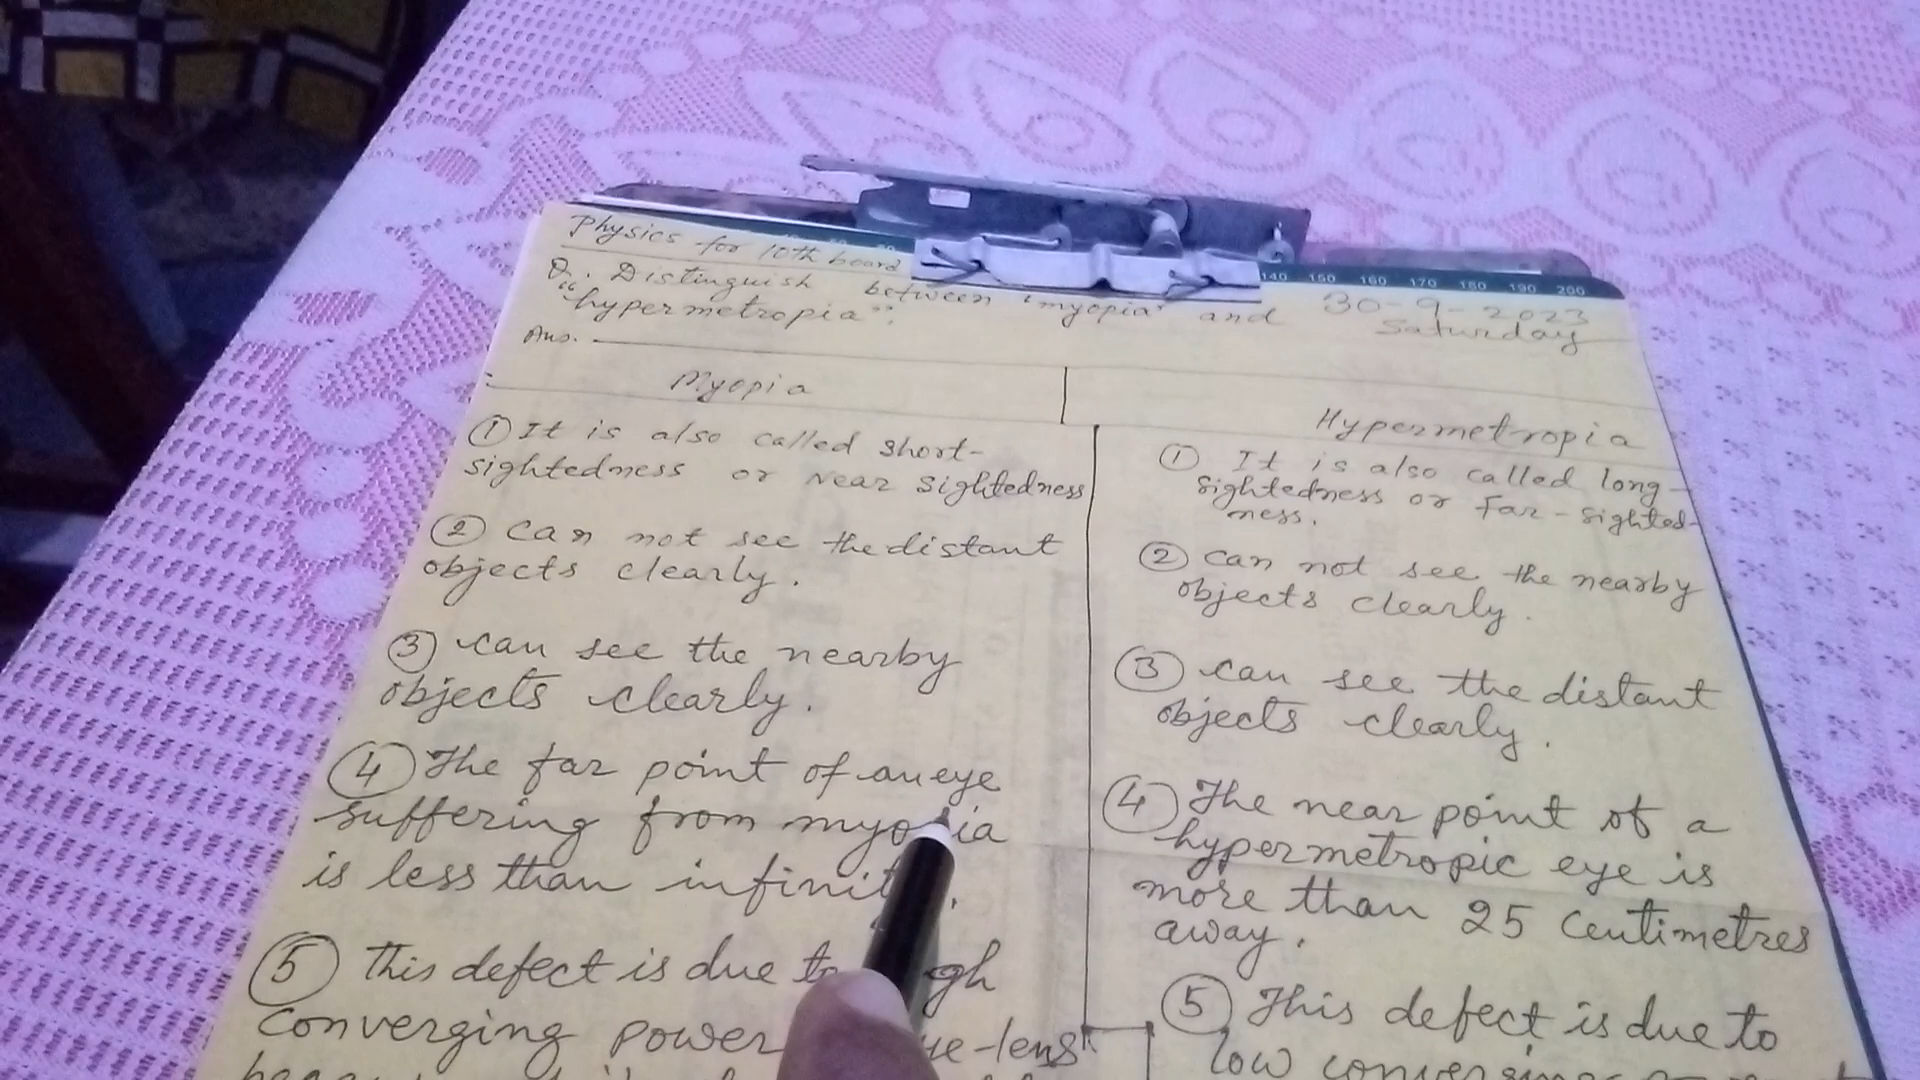 Physics for 10th board
140 150 160 170 180 190 200
30-9-2023
Saturday
Q. Distinguish between "myopia" and
"hypermetropia".
Ans.
Myopia
① It is also called short-
sightedness or Near sightedness
② Can not see the distant
objects clearly.
③ can see the nearby
objects clearly.
④ The far point of an eye
suffering from myopia
is less than infinity.
⑤ This defect is due to
converging power
Hypermetropia
① It is also called long-
sightedness or Far-sighted-
ness.
② Can not see the nearby
objects clearly.
③ can see the distant
objects clearly.
④ The near point of a
hypermetropic eye is
more than 25 Centimetres
away.
⑤ This defect is due to
low converging